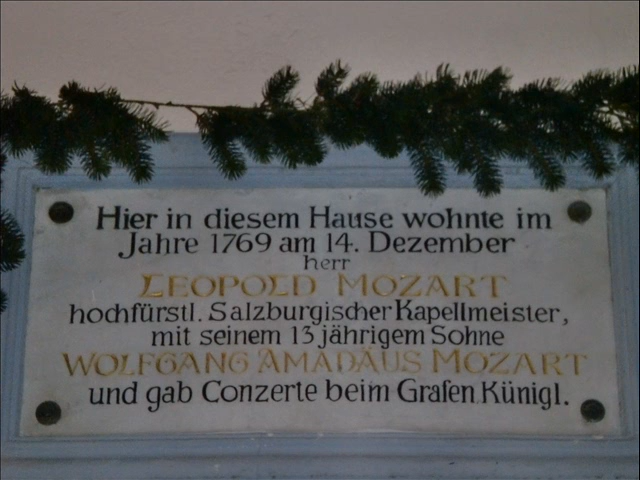 Hier in diesem Hause wohnte im
Jahre 1769 am 14. Dezember
herr
LEOPOLD MOZART
hochfürstl. Salzburgischer Kapellmeister,
mit seinem 13 jährigem Sohne
WOLFGANG AMADÄUS MOZART
und gab Conzerte beim Grafen Künigl.